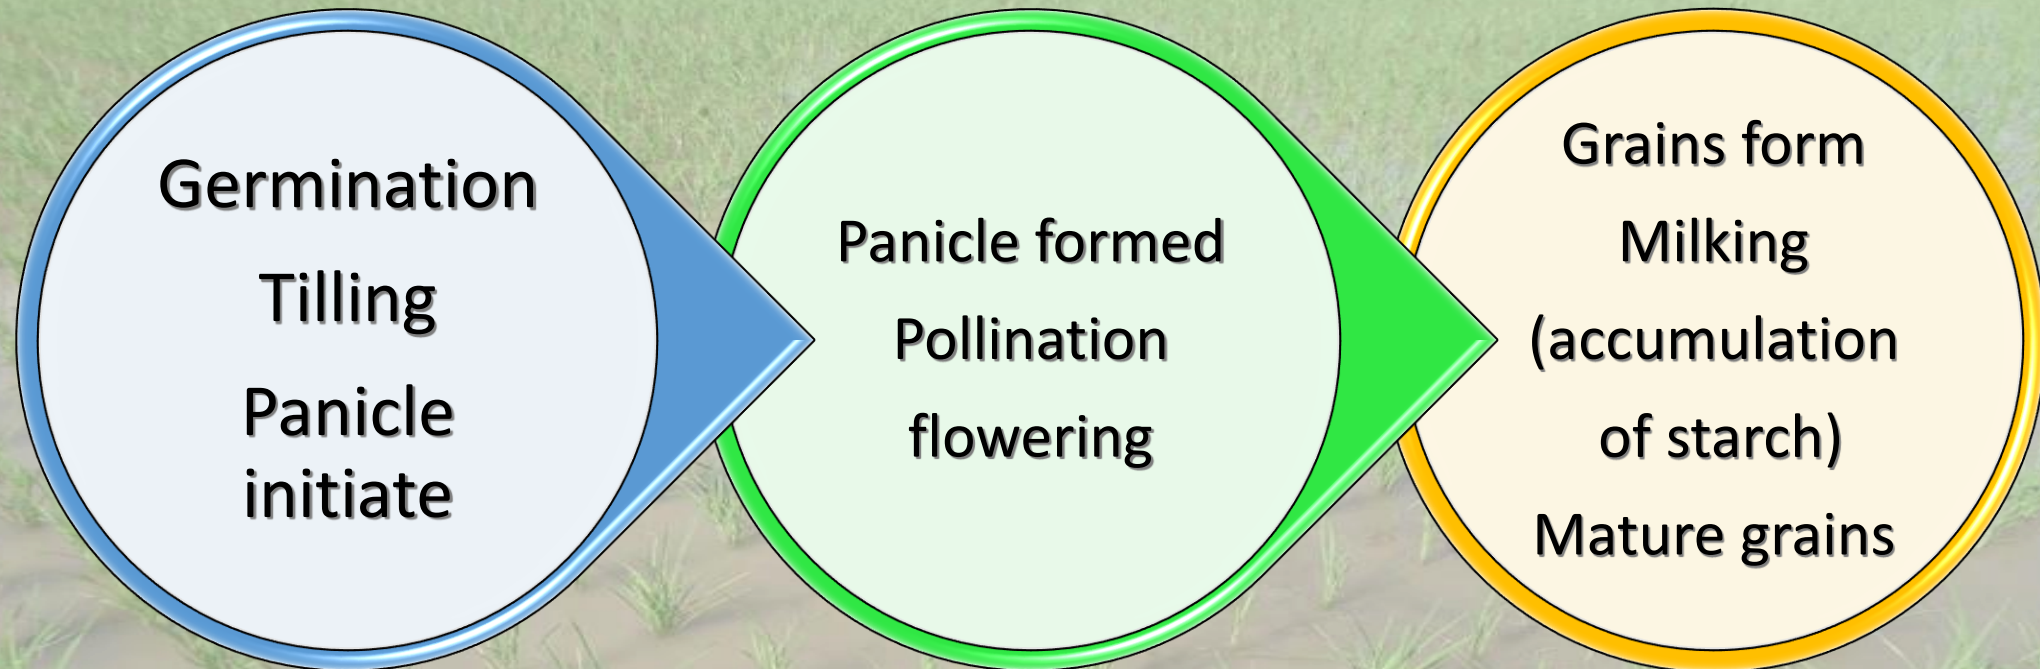 Germination
Tilling
Panicle
initiate
Panicle formed
Pollination
flowering
Grains form
Milking
(accumulation
of starch)
Mature grains